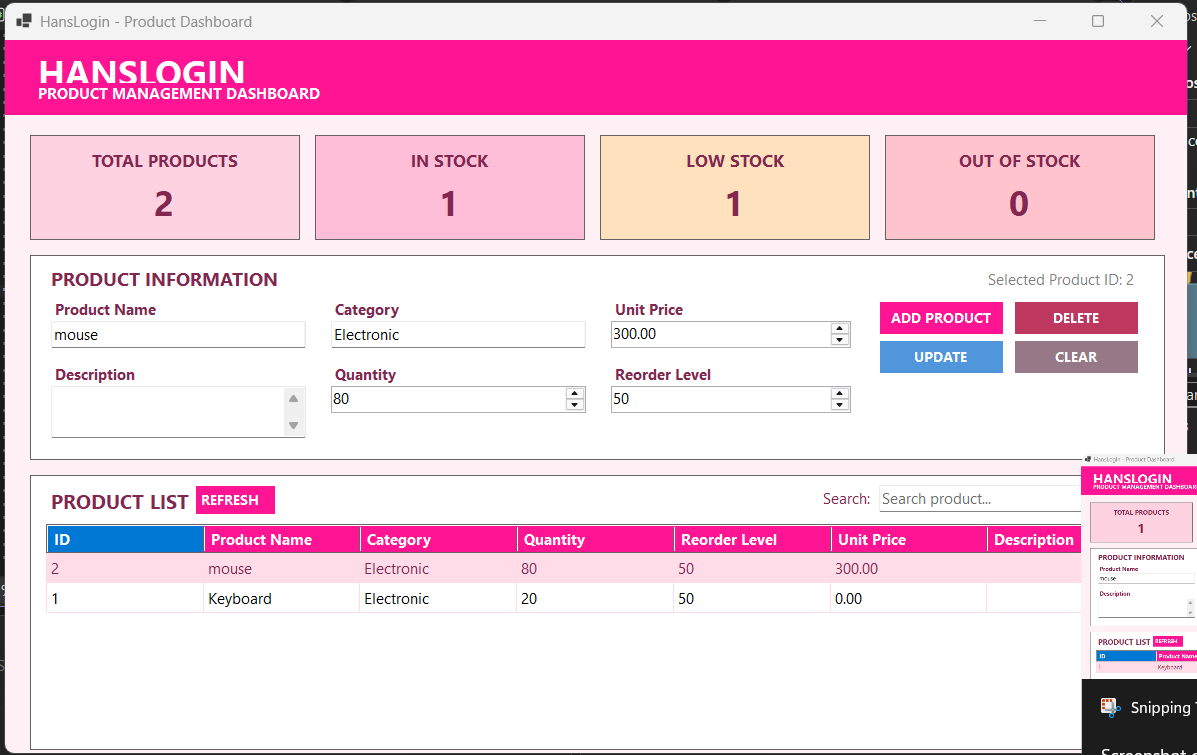 HansLogin - Product Dashboard
HANSLOGIN
PRODUCT MANAGEMENT DASHBOARD
TOTAL PRODUCTS
2
IN STOCK
1
LOW STOCK
1
OUT OF STOCK
0
PRODUCT INFORMATION
Selected Product ID: 2
Product Name
mouse
Category
Electronic
Unit Price
300.00
ADD PRODUCT
DELETE
UPDATE
CLEAR
Description
Quantity
80
Reorder Level
50
PRODUCT LIST
REFRESH
Search:
Search product...
ID Product Name Category Quantity Reorder Level Unit Price Description
2 mouse Electronic 80 50 300.00
1 Keyboard Electronic 20 50 0.00
HansLogin - Product Dashboard
HANSLOGIN
PRODUCT MANAGEMENT DASHBOAR
TOTAL PRODUCTS
1
PRODUCT INFORMATION
Product Name
mouse
Description
PRODUCT LIST
REFRESH
ID Product Name
1 Keyboard
Snipping